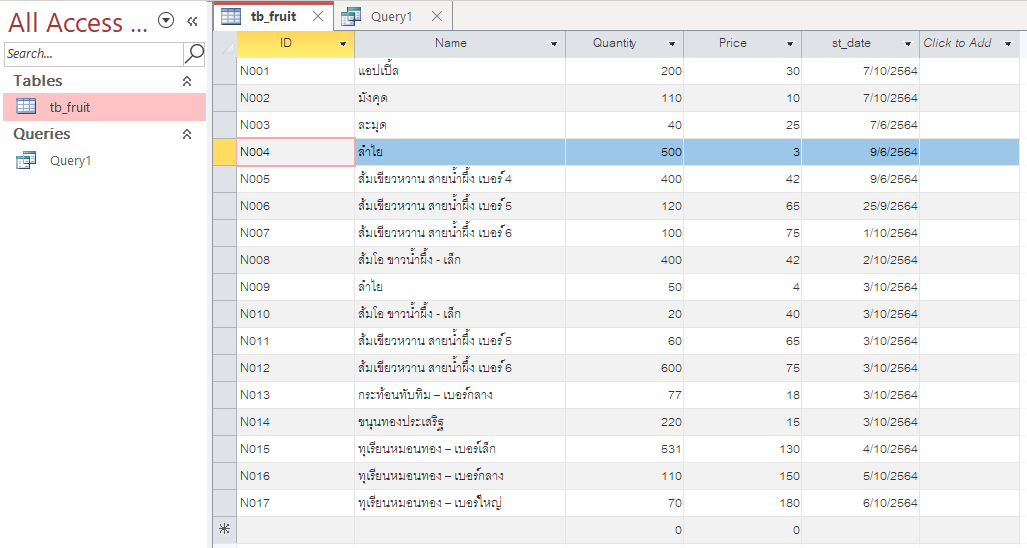 All Access ...
Search...
Tables
tb_fruit
Queries
Query1
tb_fruit Query1
ID Name Quantity Price st_date Click to Add
N001 แอปเปิ้ล 200 30 7/10/2564
N002 มังคุด 110 10 7/10/2564
N003 ละมุด 40 25 7/6/2564
N004 ลำไย 500 3 9/6/2564
N005 ส้มเขียวหวาน สายน้ำผึ้ง เบอร์ 4 400 42 9/6/2564
N006 ส้มเขียวหวาน สายน้ำผึ้ง เบอร์ 5 120 65 25/9/2564
N007 ส้มเขียวหวาน สายน้ำผึ้ง เบอร์ 6 100 75 1/10/2564
N008 ส้มโอ ขาวน้ำผึ้ง - เล็ก 400 42 2/10/2564
N009 ลำไย 50 4 3/10/2564
N010 ส้มโอ ขาวน้ำผึ้ง - เล็ก 20 40 3/10/2564
N011 ส้มเขียวหวาน สายน้ำผึ้ง เบอร์ 5 60 65 3/10/2564
N012 ส้มเขียวหวาน สายน้ำผึ้ง เบอร์ 6 600 75 3/10/2564
N013 กระท้อนทับทิม – เบอร์กลาง 77 18 3/10/2564
N014 ขนุนทองประเสริฐ 220 15 3/10/2564
N015 ทุเรียนหมอนทอง – เบอร์เล็ก 531 130 4/10/2564
N016 ทุเรียนหมอนทอง – เบอร์กลาง 110 150 5/10/2564
N017 ทุเรียนหมอนทอง – เบอร์ใหญ่ 70 180 6/10/2564
0 0